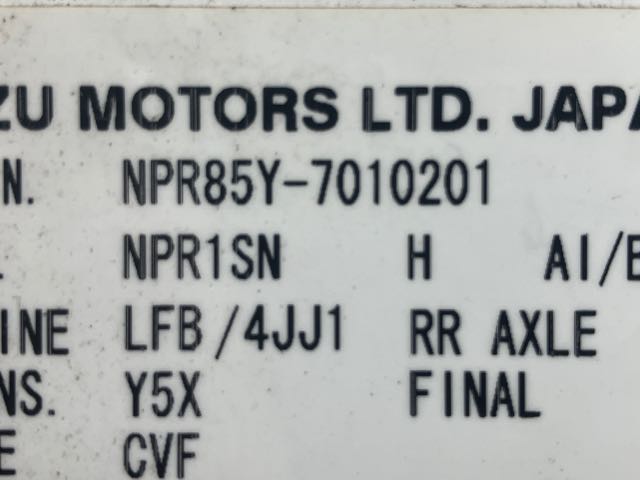 ZU MOTORS LTD. JAPA
N. NPR85Y-7010201
L NPR1SN H AI/B
INE LFB/4JJ1 RR AXLE
NS. Y5X FINAL
E CVF